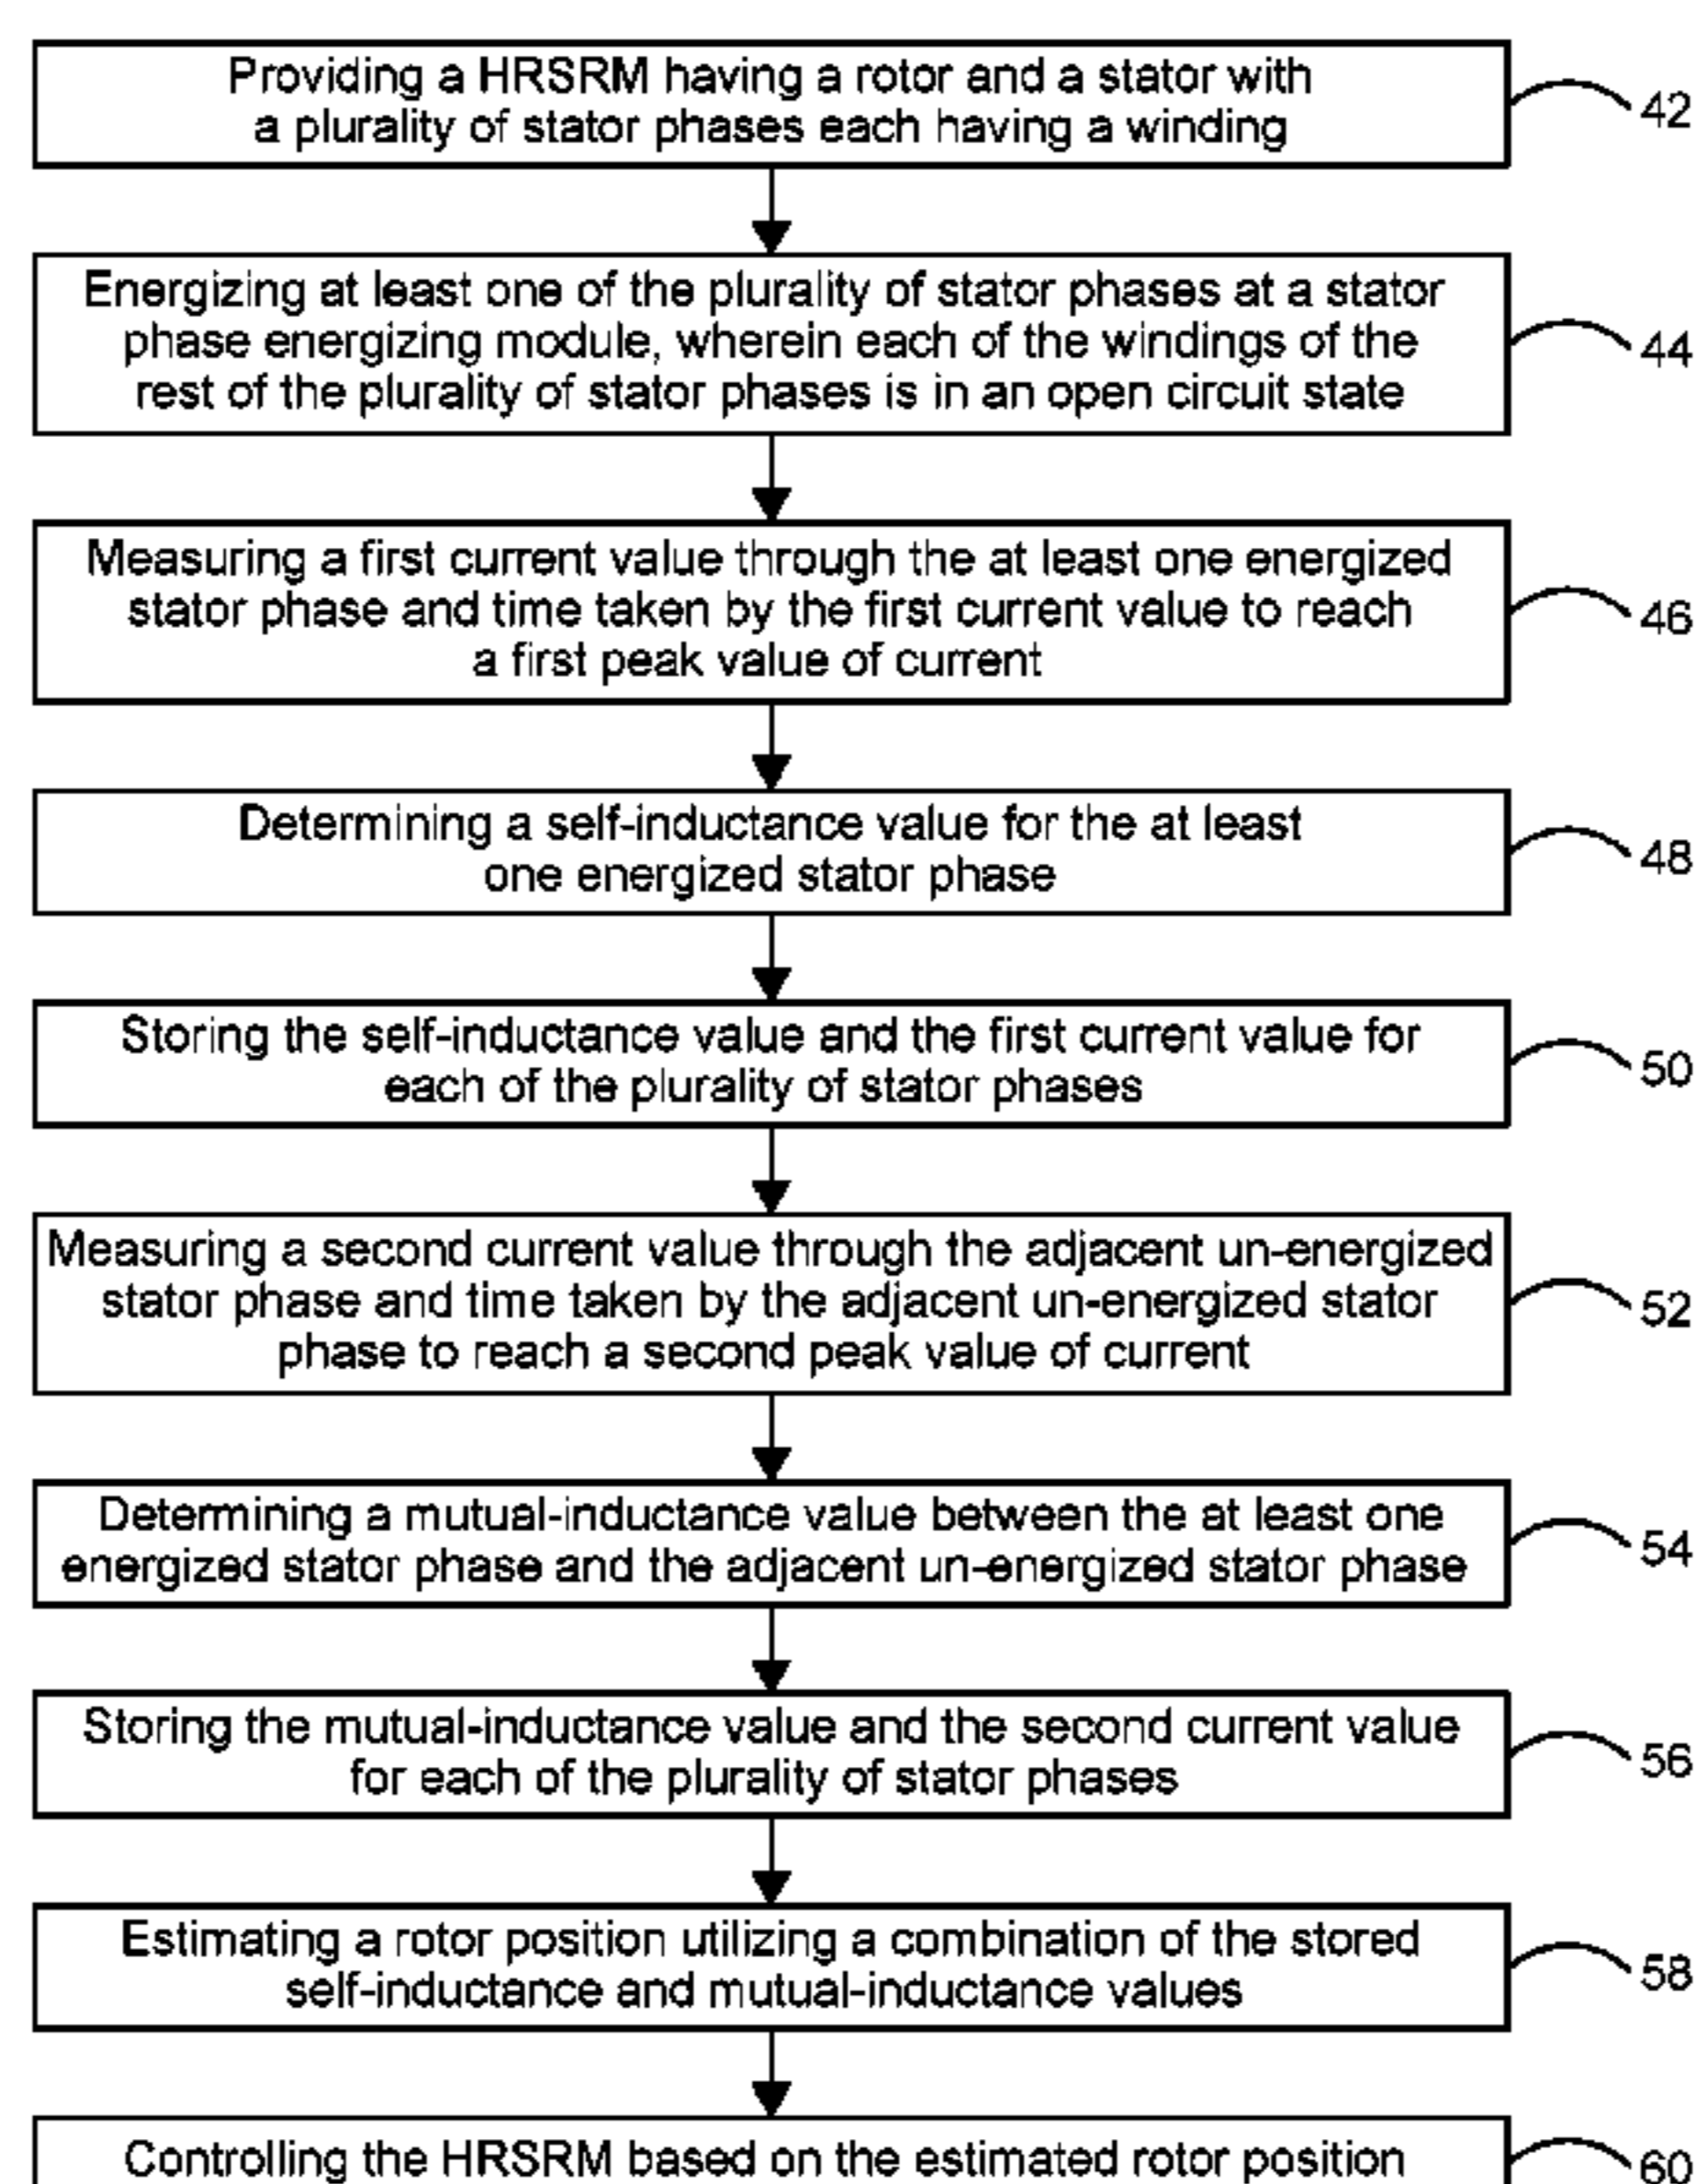 Providing a HRSRM having a rotor and a stator with
a plurality of stator phases each having a winding
42
Energizing at least one of the plurality of stator phases at a stator
phase energizing module, wherein each of the windings of the
rest of the plurality of stator phases is in an open circuit state
44
Measuring a first current value through the at least one energized
stator phase and time taken by the first current value to reach
a first peak value of current
46
Determining a self-inductance value for the at least
one energized stator phase
48
Storing the self-inductance value and the first current value for
each of the plurality of stator phases
50
Measuring a second current value through the adjacent un-energized
stator phase and time taken by the adjacent un-energized stator
phase to reach a second peak value of current
52
Determining a mutual-inductance value between the at least one
energized stator phase and the adjacent un-energized stator phase
54
Storing the mutual-inductance value and the second current value
for each of the plurality of stator phases
56
Estimating a rotor position utilizing a combination of the stored
self-inductance and mutual-inductance values
58
Controlling the HRSRM based on the estimated rotor position
60